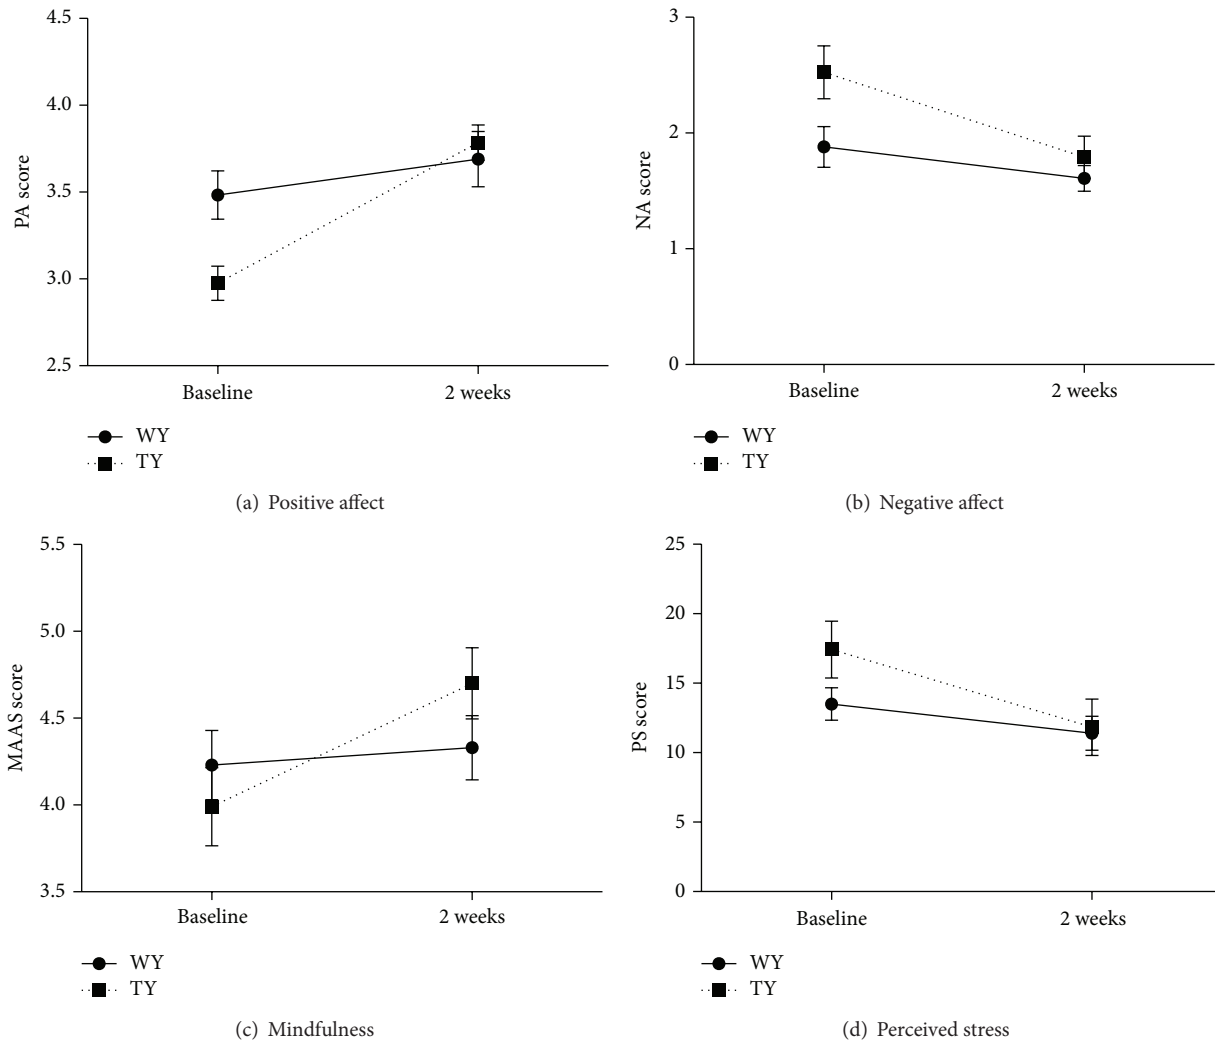 4.5
4.0
3.5
3.0
2.5
PA score
Baseline
2 weeks
WY
TY
(a) Positive affect
3
2
1
0
NA score
Baseline
2 weeks
WY
TY
(b) Negative affect
5.5
5.0
4.5
4.0
3.5
MAAS score
Baseline
2 weeks
WY
TY
(c) Mindfulness
25
20
15
10
5
0
PS score
Baseline
2 weeks
WY
TY
(d) Perceived stress